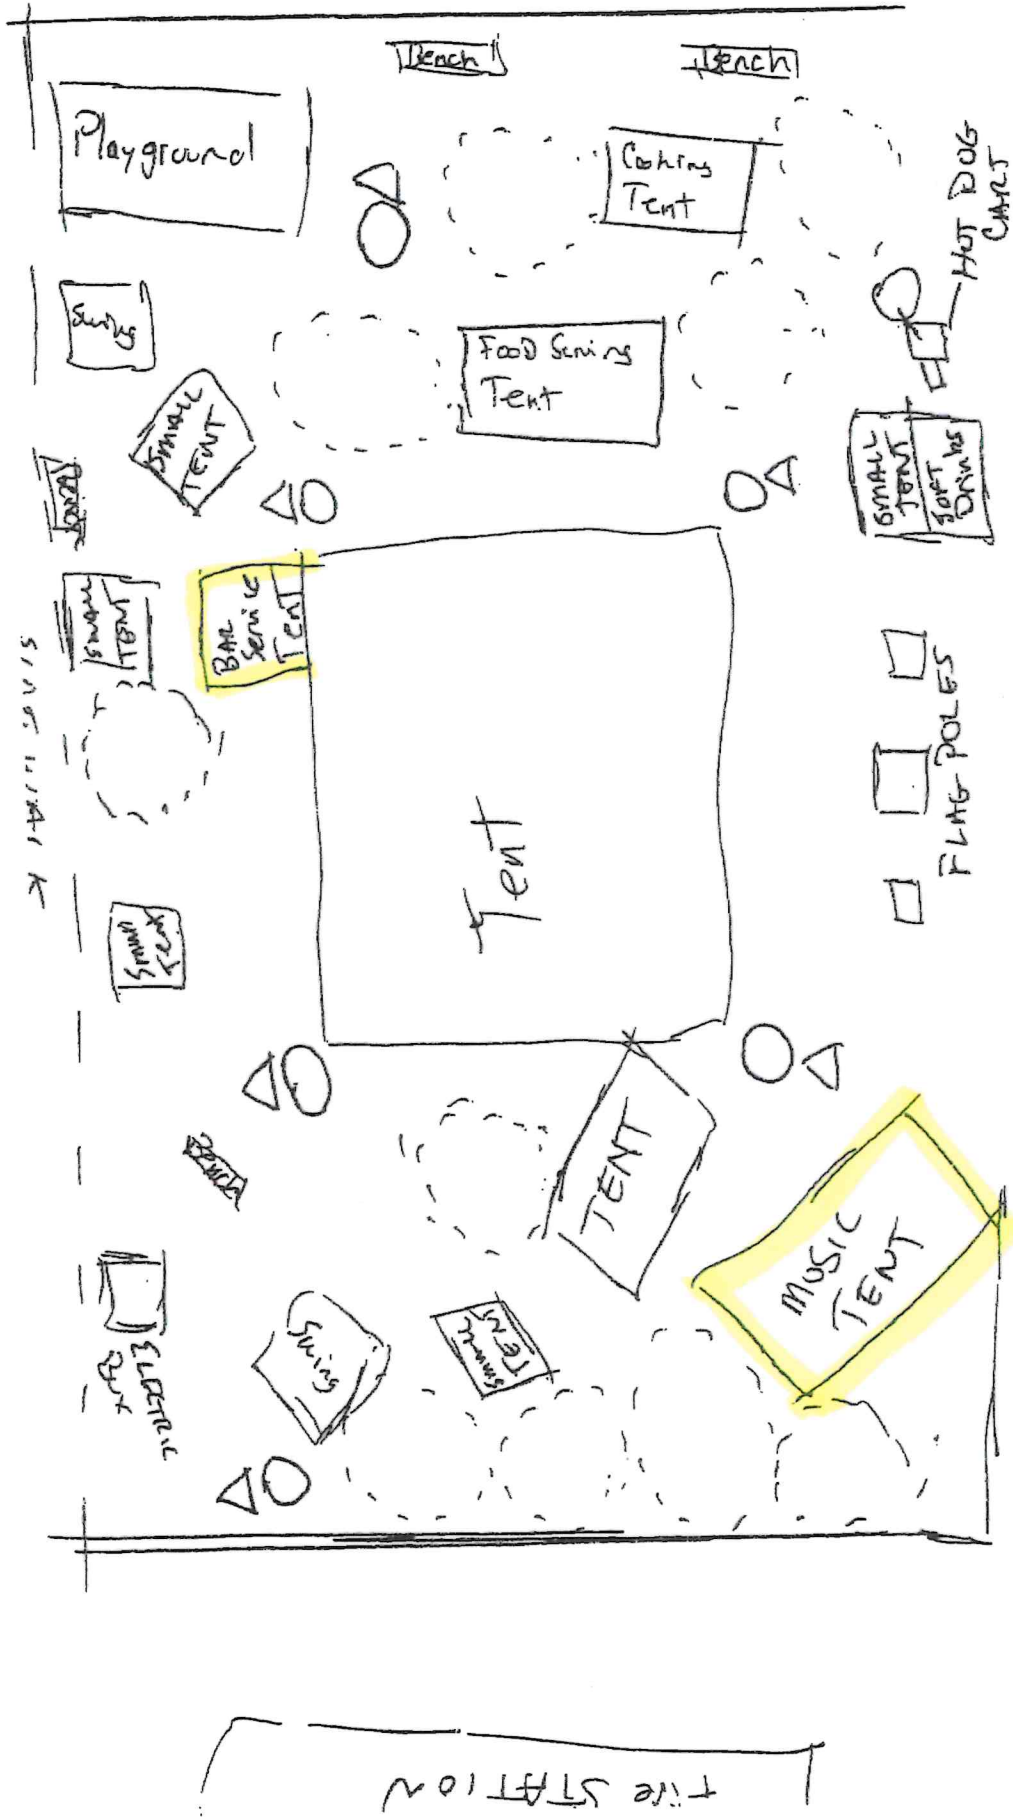 Bench
Bench
Playground
Cooking
Tent
HOT DOG
CART
Swing
FOOD Serving
Tent
SMALL
TENT
SMALL
TENT
SOFT
Drinks
SMALL
TENT
BAR
Service
Tent
SIDEWALK
FLAG POLES
Tent
Small
Tent
TENT
Bench
MUSIC
TENT
ELECTRIC
Box
Swing
Small
TENT
Fire STATION